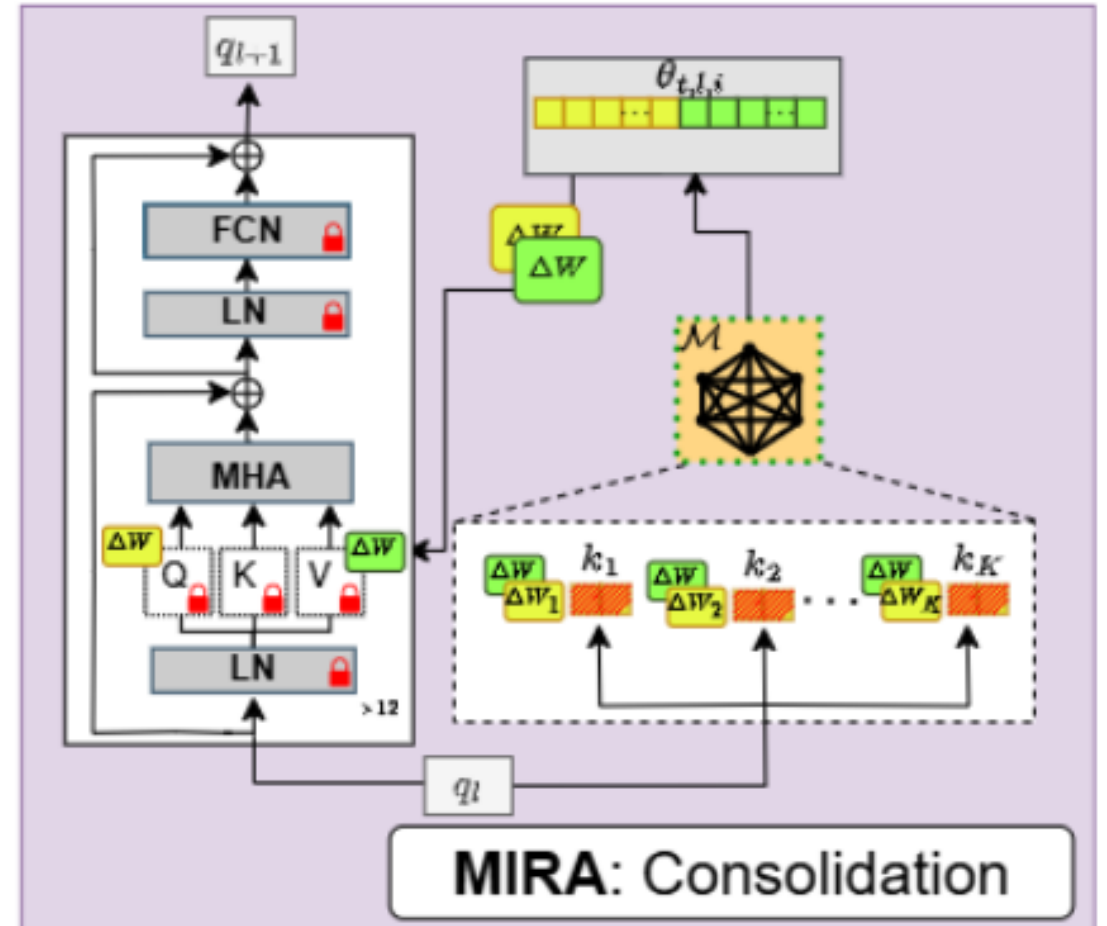 q_{l+1}
θ_{t,l,i}
FCN
ΔW
ΔW
LN
M
MHA
ΔW
ΔW
Q K V
ΔW
ΔW_1
k_1
ΔW
ΔW_2
k_2
...
ΔW
ΔW_K
k_K
LN
>12
q_l
MIRA: Consolidation